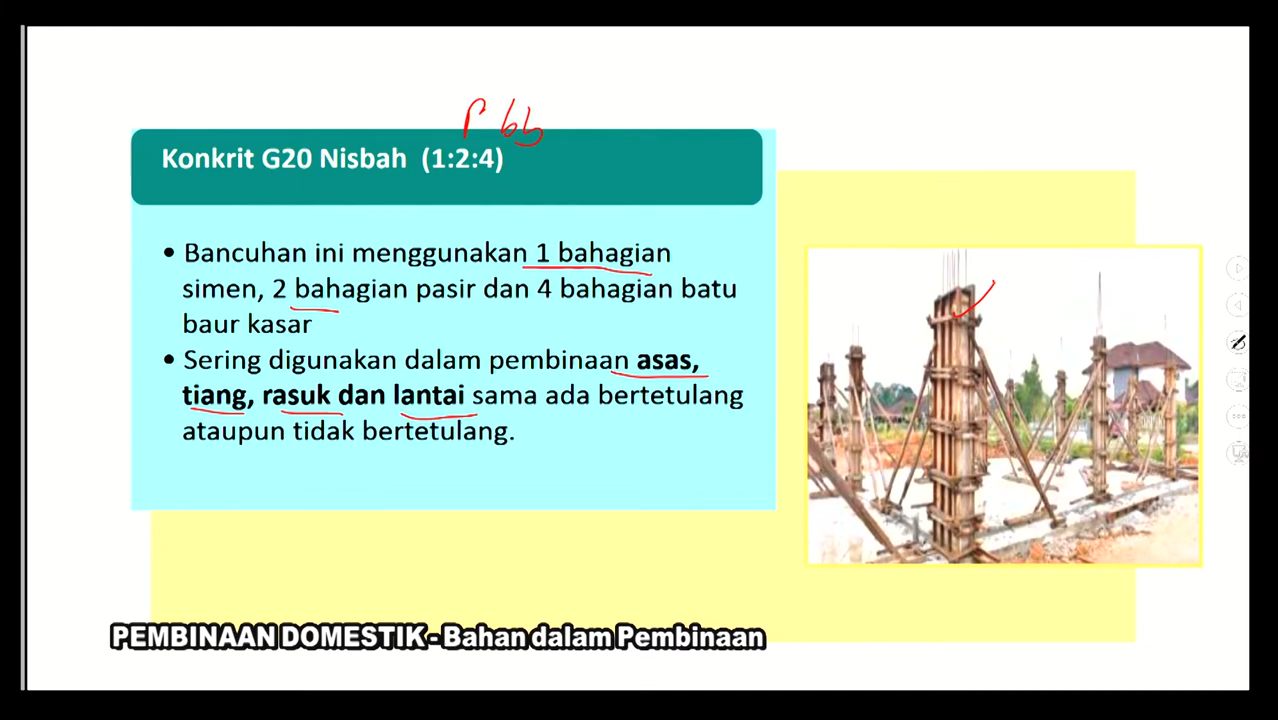 P bb
Konkrit G20 Nisbah (1:2:4)
• Bancuhan ini menggunakan 1 bahagian
simen, 2 bahagian pasir dan 4 bahagian batu
baur kasar
• Sering digunakan dalam pembinaan asas,
tiang, rasuk dan lantai sama ada bertetulang
ataupun tidak bertetulang.
PEMBINAAN DOMESTIK - Bahan dalam Pembinaan